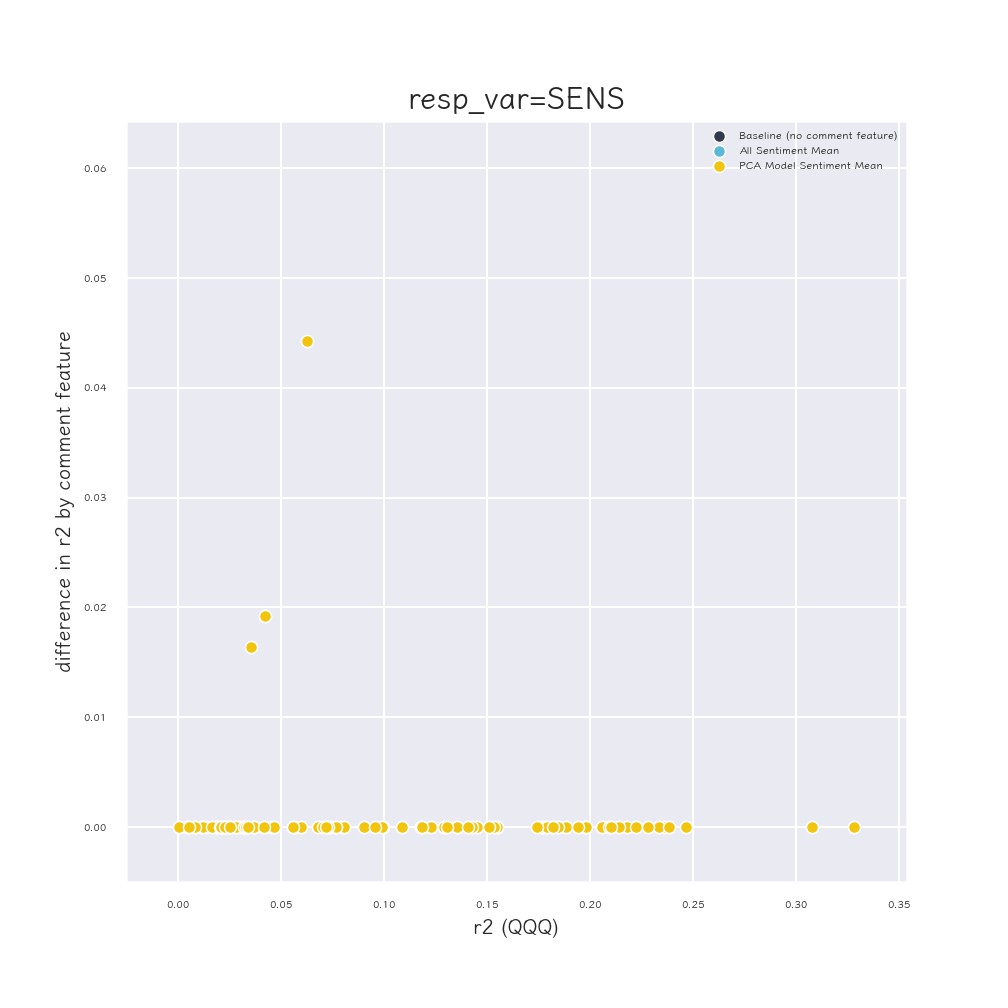 resp_var=SENS
Baseline (no comment feature)
All Sentiment Mean
PCA Model Sentiment Mean
0.06
0.05
0.04
0.03
0.02
0.01
0.00
difference in r2 by comment feature
0.00 0.05 0.10 0.15 0.20 0.25 0.30 0.35
r2 (QQQ)